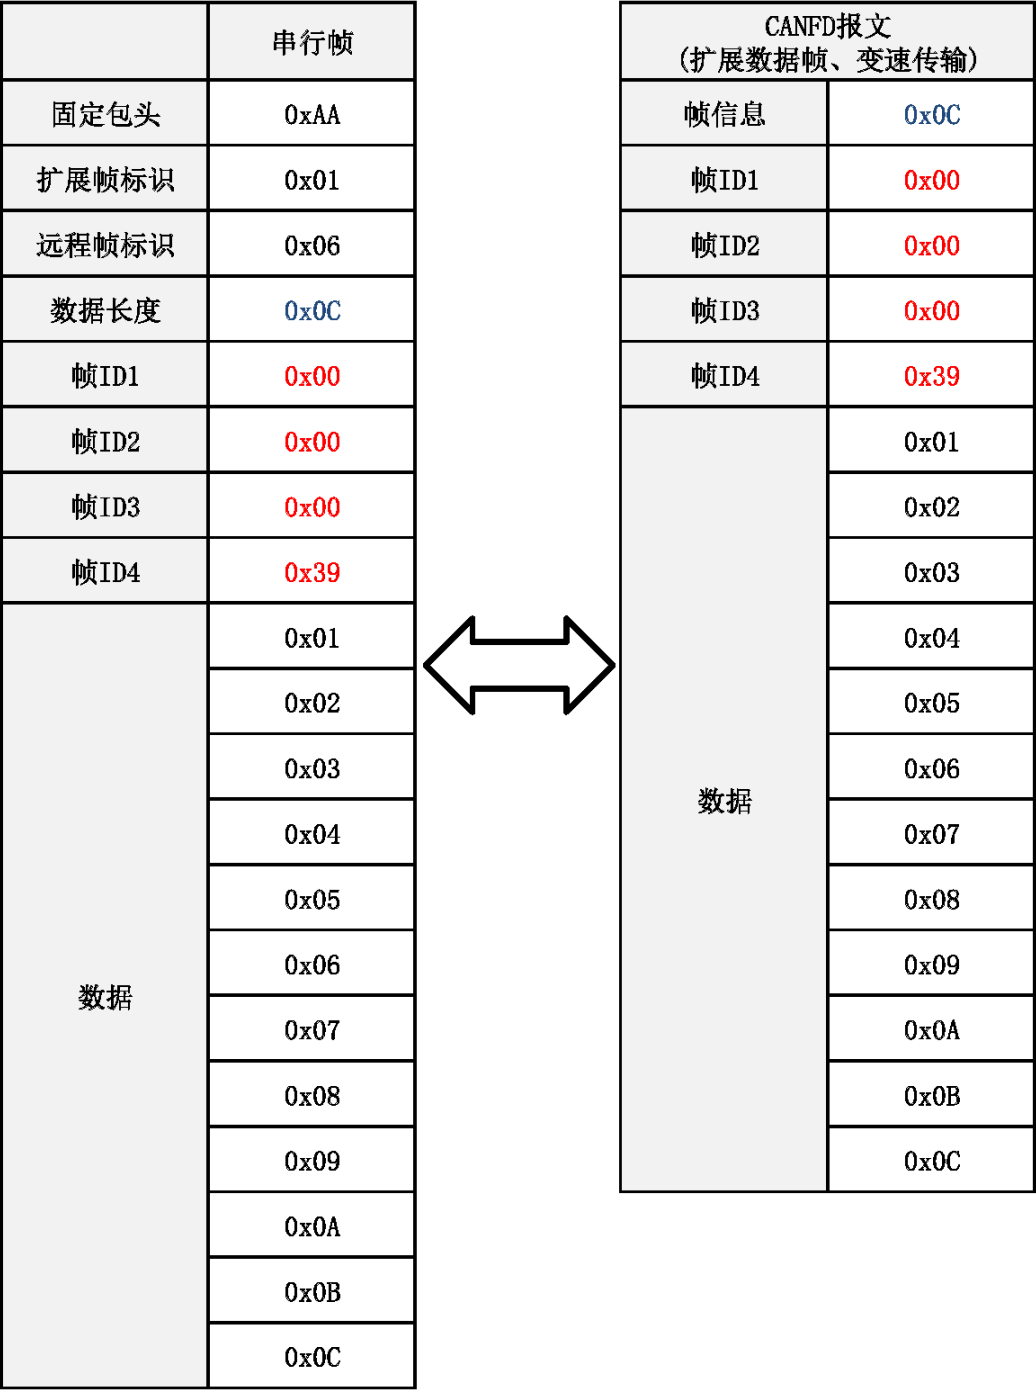 串行帧
固定包头 0xAA
扩展帧标识 0x01
远程帧标识 0x06
数据长度 0x0C
帧ID1 0x00
帧ID2 0x00
帧ID3 0x00
帧ID4 0x39
数据
0x01
0x02
0x03
0x04
0x05
0x06
0x07
0x08
0x09
0x0A
0x0B
0x0C
CANFD报文
(扩展数据帧、变速传输)
帧信息 0x0C
帧ID1 0x00
帧ID2 0x00
帧ID3 0x00
帧ID4 0x39
数据
0x01
0x02
0x03
0x04
0x05
0x06
0x07
0x08
0x09
0x0A
0x0B
0x0C